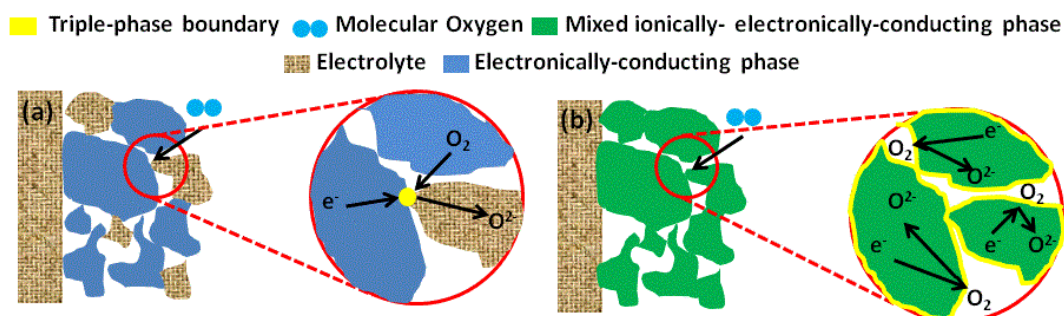 Triple-phase boundary Molecular Oxygen Mixed ionically- electronically-conducting phase
Electrolyte Electronically-conducting phase
(a)
O₂
e⁻
O²⁻
(b)
e⁻
O₂
O²⁻
O²⁻
O₂
e⁻
e⁻
O²⁻
O₂